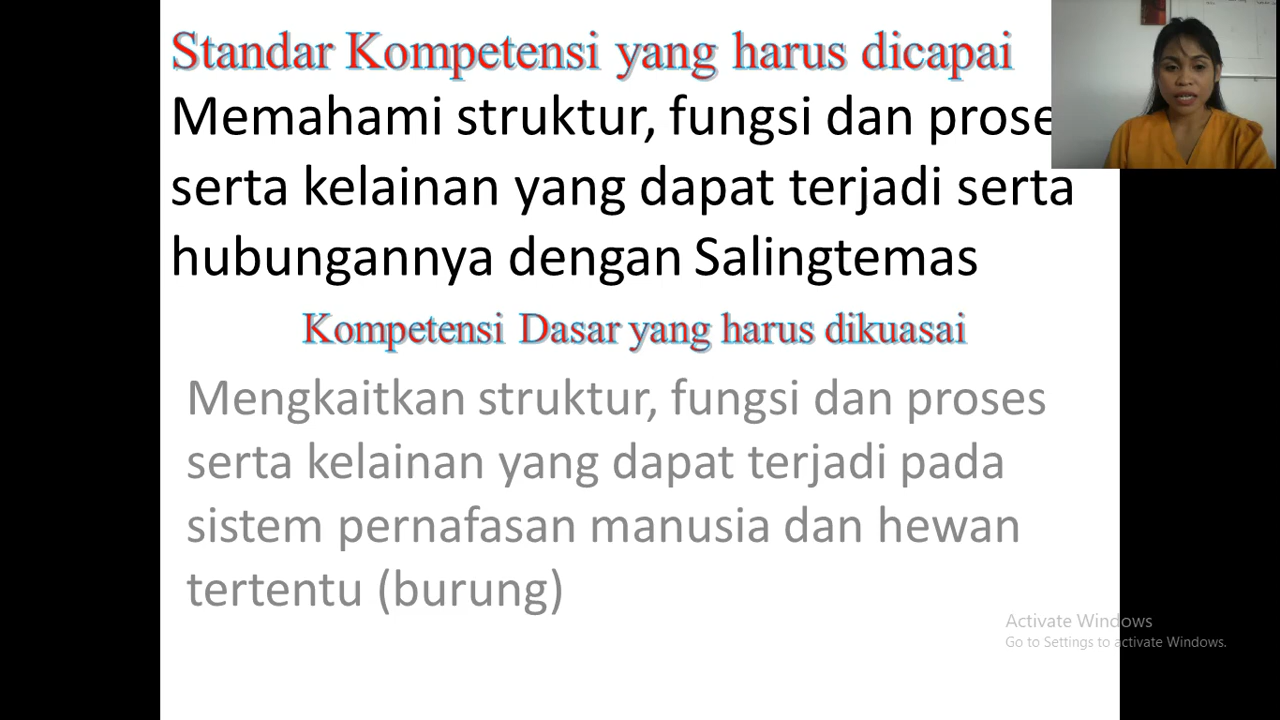 Standar Kompetensi yang harus dicapai
Memahami struktur, fungsi dan prose
serta kelainan yang dapat terjadi serta
hubungannya dengan Salingtemas
Kompetensi Dasar yang harus dikuasai
Mengkaitkan struktur, fungsi dan proses
serta kelainan yang dapat terjadi pada
sistem pernafasan manusia dan hewan
tertentu (burung)
Activate Windows
Go to Settings to activate Windows.